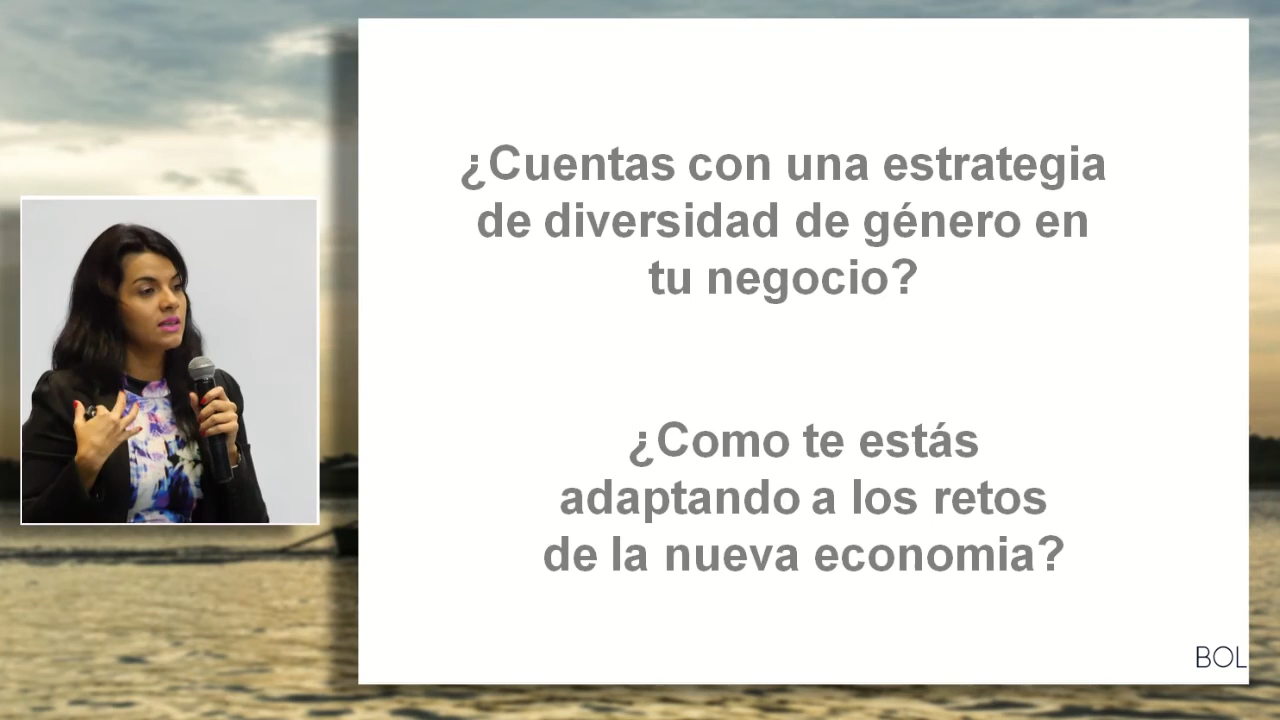 ¿Cuentas con una estrategia
de diversidad de género en
tu negocio?
¿Como te estás
adaptando a los retos
de la nueva economia?
BOL